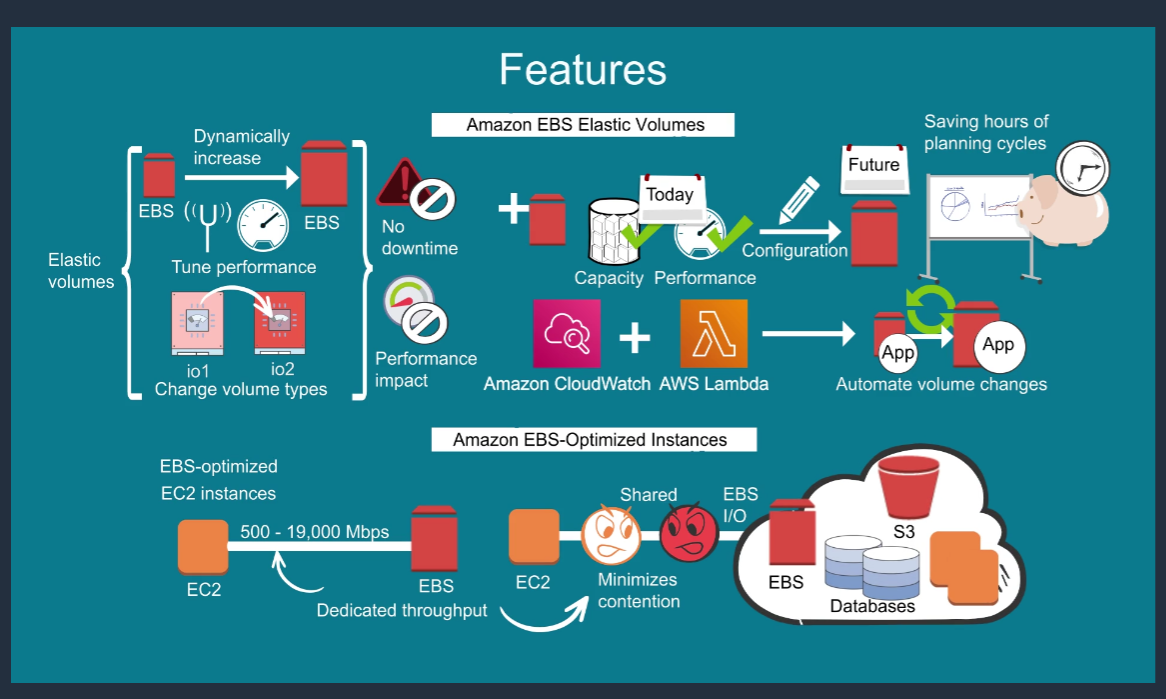 Features
Amazon EBS Elastic Volumes
Elastic
volumes
Dynamically
increase
EBS
EBS
Tune performance
io1
io2
Change volume types
No
downtime
Performance
impact
Today
Capacity
Performance
Configuration
Future
Saving hours of
planning cycles
Amazon CloudWatch
AWS Lambda
App
App
Automate volume changes
Amazon EBS-Optimized Instances
EBS-optimized
EC2 instances
500 - 19,000 Mbps
EC2
EBS
Dedicated throughput
EC2
Shared
Minimizes
contention
EBS
I/O
EBS
S3
Databases